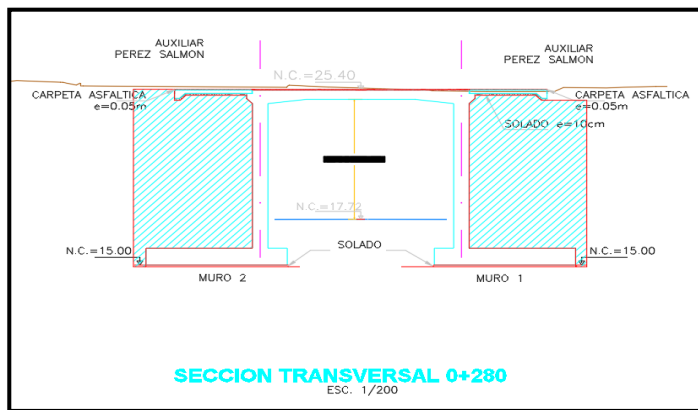 AUXILIAR
PEREZ SALMON
AUXILIAR
PEREZ SALMON
N.C.=25.40
CARPETA ASFALTICA
e=0.05m
CARPETA ASFALTICA
e=0.05m
SOLADO e=10cm
N.C.=17.72
N.C.=15.00
SOLADO
N.C.=15.00
MURO 2
MURO 1
SECCION TRANSVERSAL 0+280
ESC. 1/200